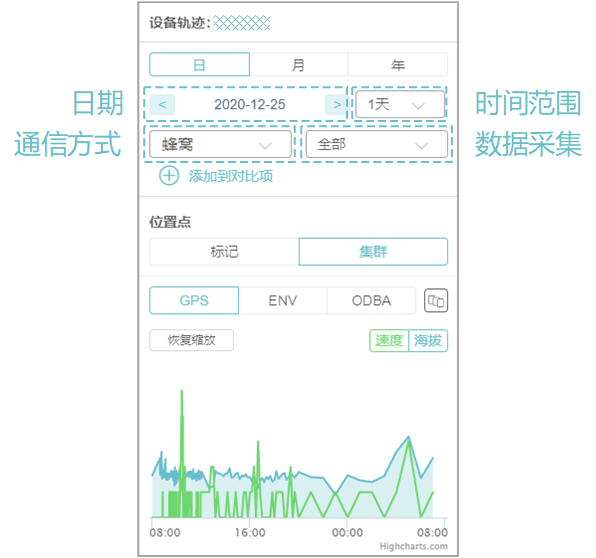 设备轨迹:
日 月 年
日期 < 2020-12-25 > 1天 时间范围
通信方式 蜂窝 全部 数据采集
添加到对比项
位置点
标记 集群
GPS ENV ODBA
恢复缩放 速度 海拔
08:00 16:00 00:00 08:00
Highcharts.com